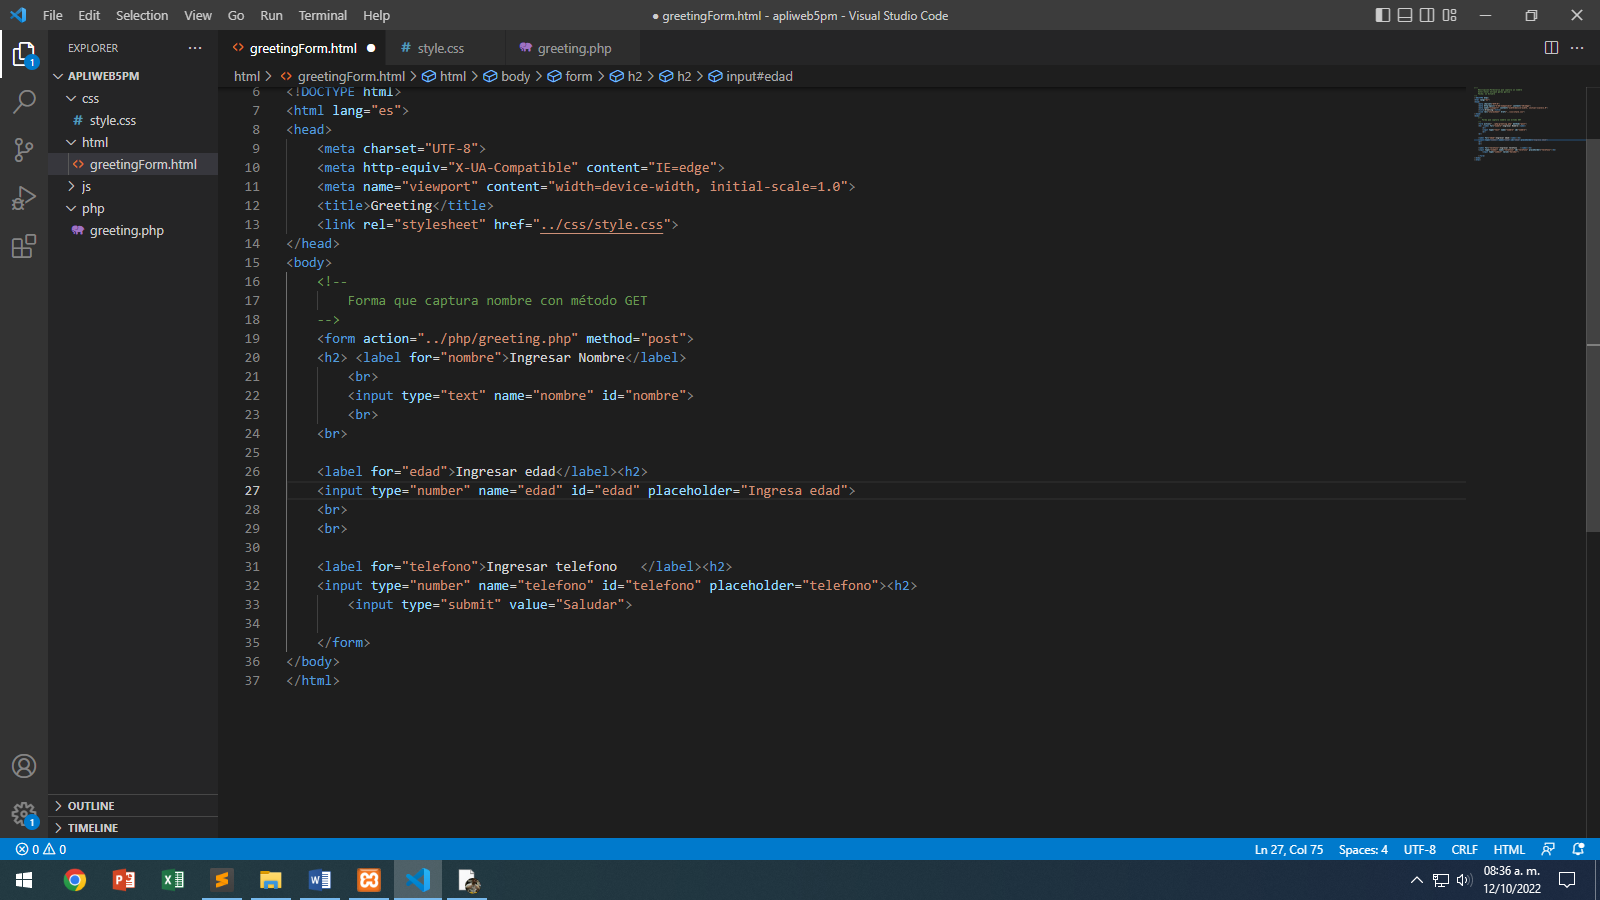 File Edit Selection View Go Run Terminal Help
● greetingForm.html - apliweb5pm - Visual Studio Code
EXPLORER
APLIWEB5PM
css
# style.css
html
<> greetingForm.html
js
php
greeting.php
OUTLINE
TIMELINE
1
1
<> greetingForm.html ●
# style.css
greeting.php
html > <> greetingForm.html > html > body > form > h2 > h2 > input#edad
6 <!DOCTYPE html>
7 <html lang="es">
8 <head>
9 <meta charset="UTF-8">
10 <meta http-equiv="X-UA-Compatible" content="IE=edge">
11 <meta name="viewport" content="width=device-width, initial-scale=1.0">
12 <title>Greeting</title>
13 <link rel="stylesheet" href="../css/style.css">
14 </head>
15 <body>
16 <!--
17 Forma que captura nombre con método GET
18 -->
19 <form action="../php/greeting.php" method="post">
20 <h2> <label for="nombre">Ingresar Nombre</label>
21 <br>
22 <input type="text" name="nombre" id="nombre">
23 <br>
24 <br>
25
26 <label for="edad">Ingresar edad</label><h2>
27 <input type="number" name="edad" id="edad" placeholder="Ingresa edad">
28 <br>
29 <br>
30
31 <label for="telefono">Ingresar telefono   </label><h2>
32 <input type="number" name="telefono" id="telefono" placeholder="telefono"><h2>
33 <input type="submit" value="Saludar">
34
35 </form>
36 </body>
37 </html>
0 0
Ln 27, Col 75 Spaces: 4 UTF-8 CRLF HTML
08:36 a. m.
12/10/2022